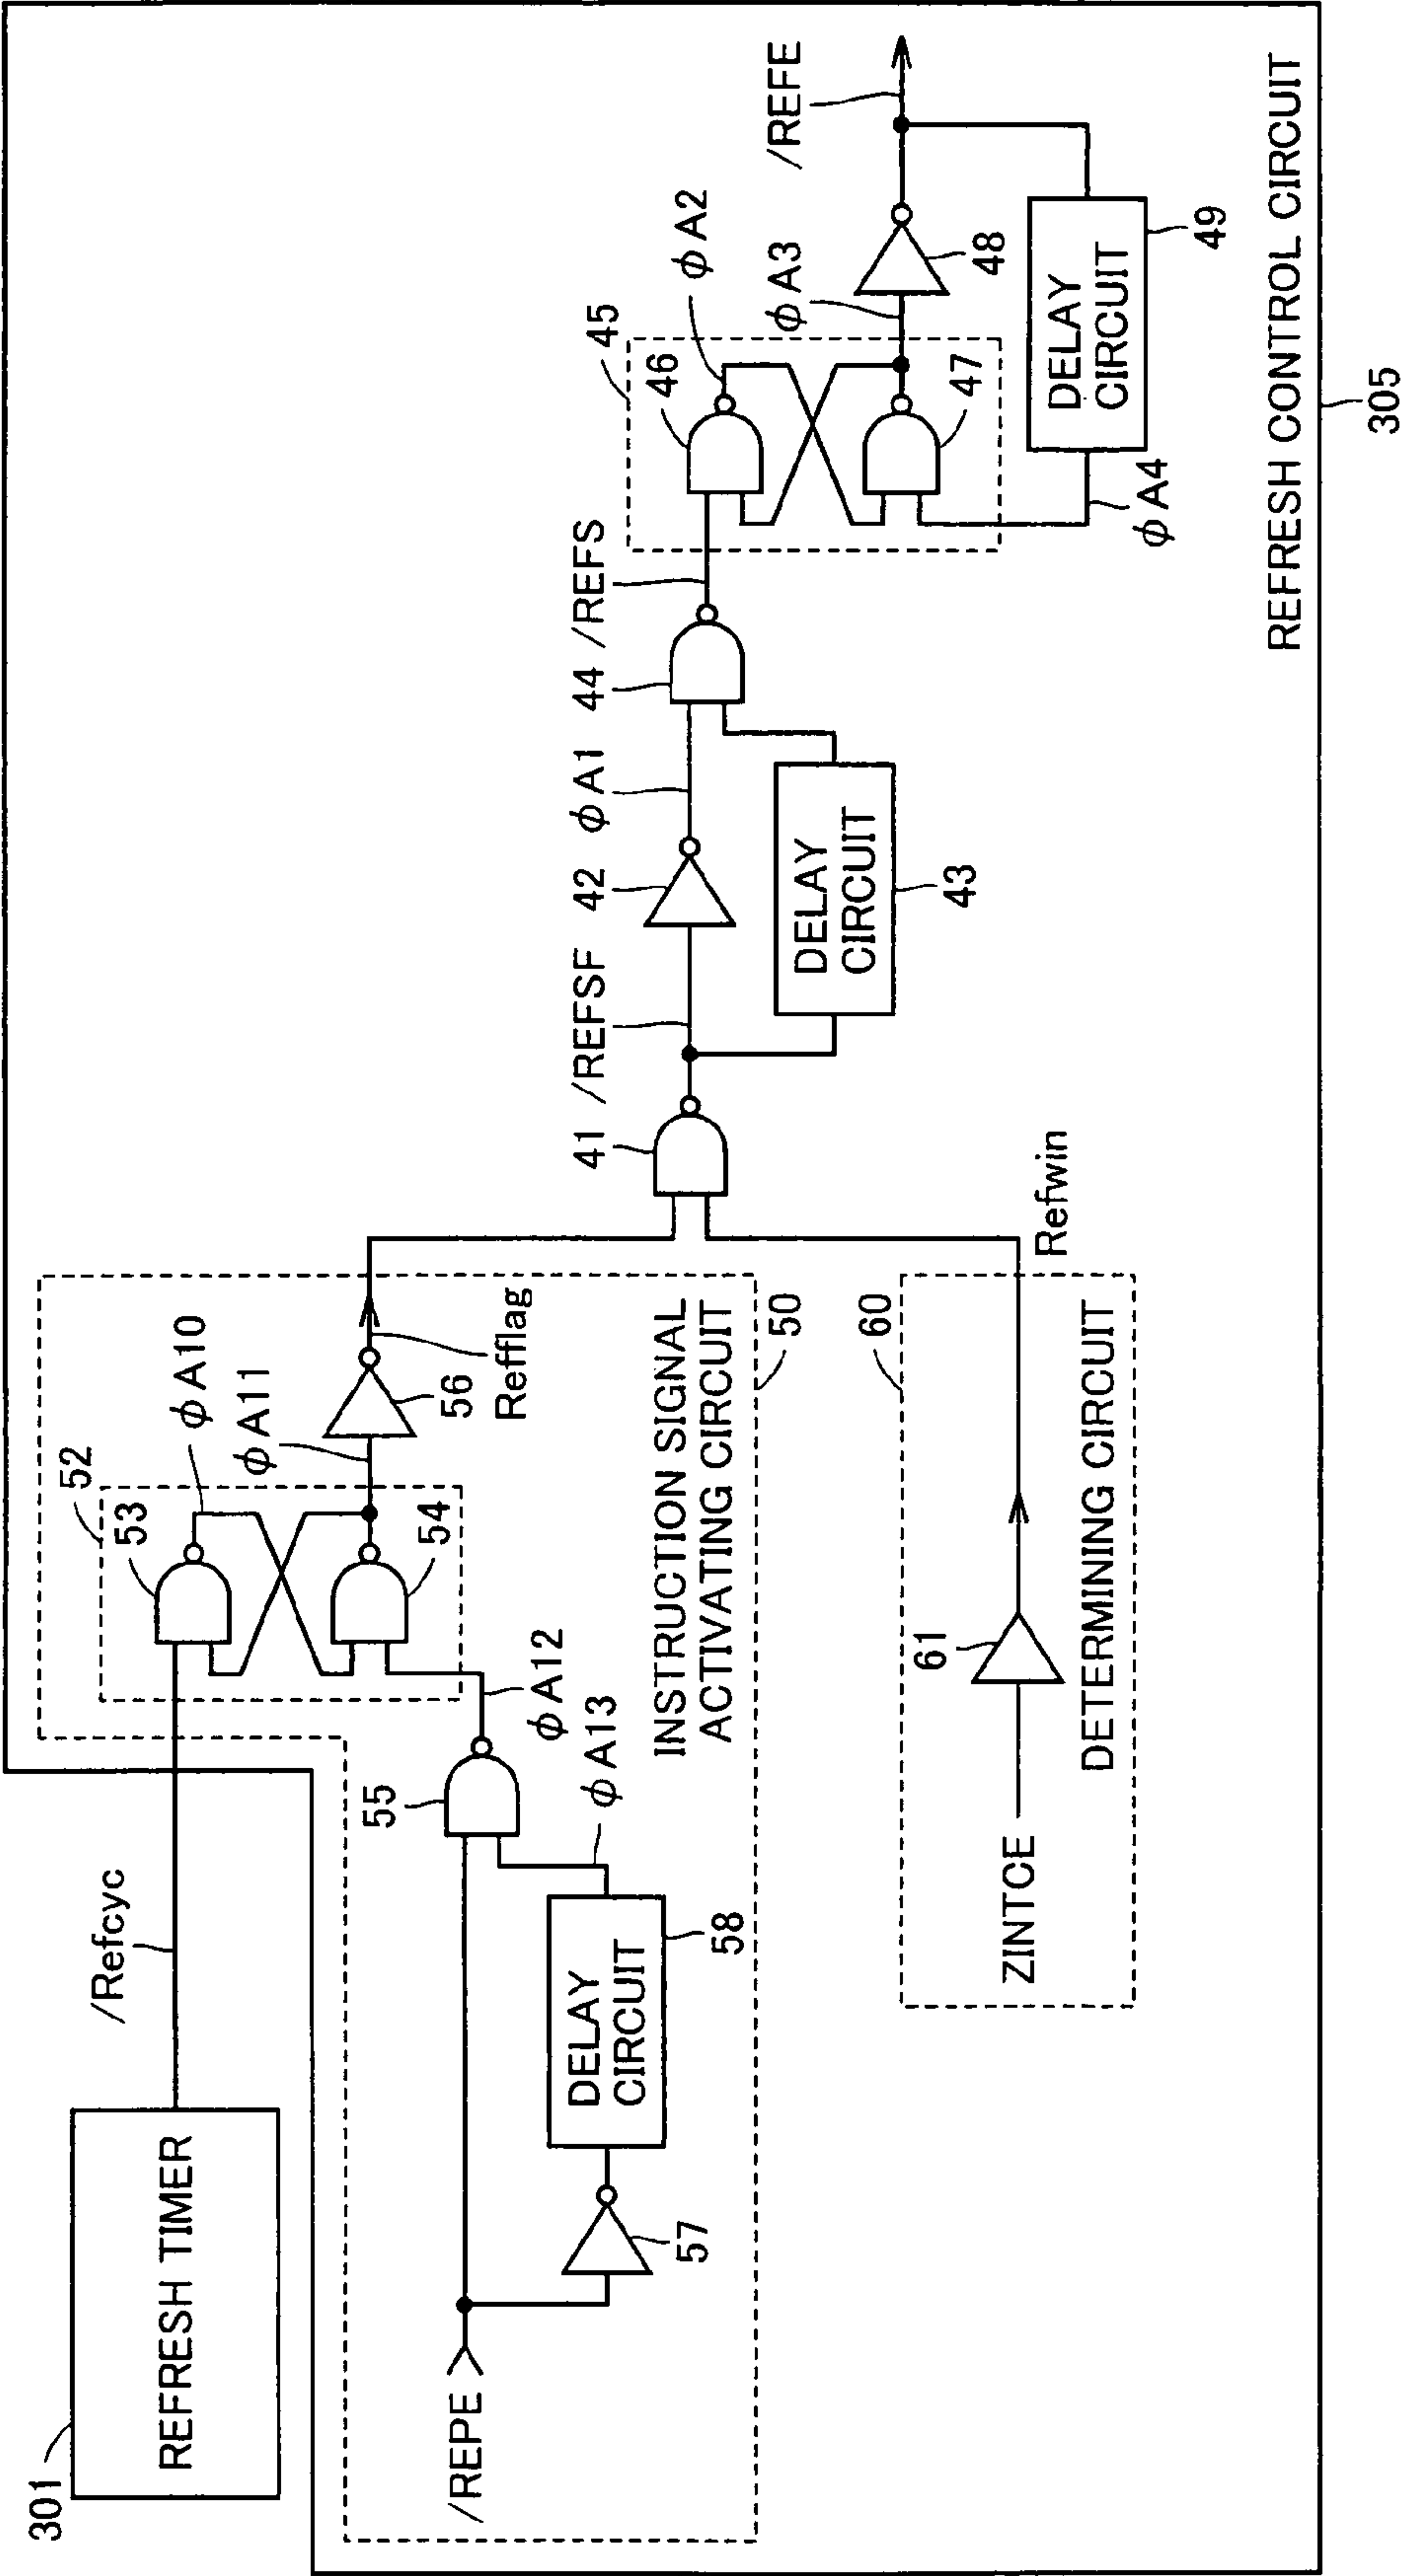 301
REFRESH TIMER
/Refcyc
52
53
φA10
φA11
54
56
Refflag
/REPE
57
DELAY
CIRCUIT
58
55
φA12
φA13
INSTRUCTION SIGNAL
ACTIVATING CIRCUIT
50
60
ZINTCE
61
DETERMINING CIRCUIT
Refwin
41
/REFSF
42
φA1
DELAY
CIRCUIT
43
44
/REFS
45
46
φA2
φA3
47
48
/REFE
φA4
DELAY
CIRCUIT
49
REFRESH CONTROL CIRCUIT
305